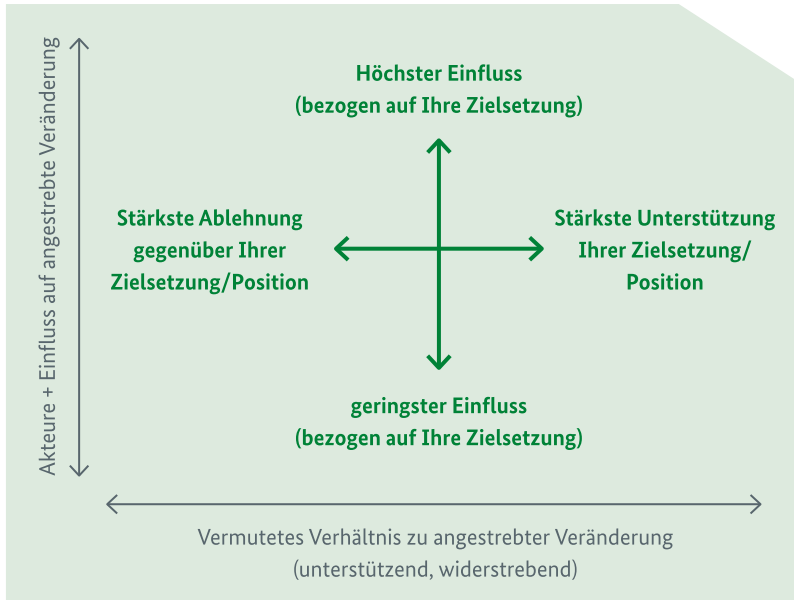 Akteure + Einfluss auf angestrebte Veränderung
Höchster Einfluss
(bezogen auf Ihre Zielsetzung)
Stärkste Ablehnung
gegenüber Ihrer
Zielsetzung/Position
Stärkste Unterstützung
Ihrer Zielsetzung/
Position
geringster Einfluss
(bezogen auf Ihre Zielsetzung)
Vermutetes Verhältnis zu angestrebter Veränderung
(unterstützend, widerstrebend)